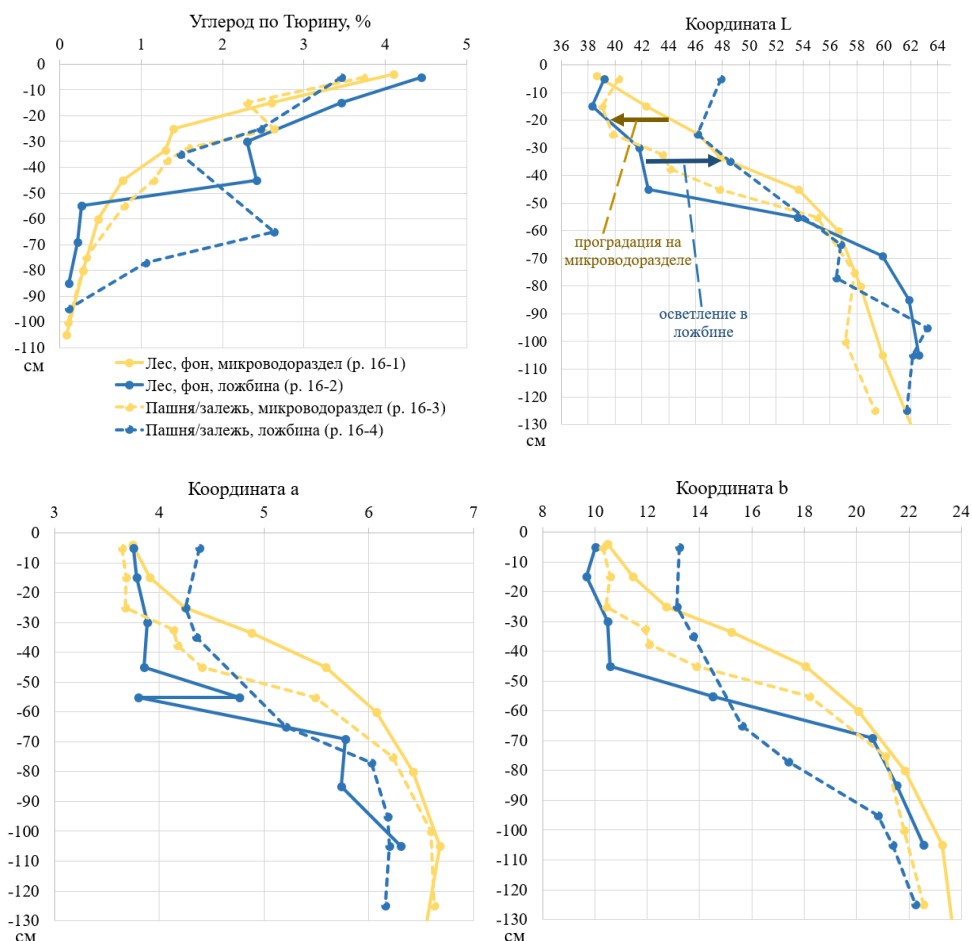 Углерод по Тюрину, %
0 1 2 3 4 5
0
-10
-20
-30
-40
-50
-60
-70
-80
-90
-100
-110
см
Лес, фон, микроводораздел (р. 16-1)
Лес, фон, ложбина (р. 16-2)
Пашня/залежь, микроводораздел (р. 16-3)
Пашня/залежь, ложбина (р. 16-4)
Координата L
36 38 40 42 44 46 48 50 52 54 56 58 60 62 64
0
-10
-20
-30
-40
-50
-60
-70
-80
-90
-100
-110
-120
-130
см
проградация на
микроводоразделе
осветление в
ложбине
Координата a
3 4 5 6 7
0
-10
-20
-30
-40
-50
-60
-70
-80
-90
-100
-110
-120
-130
см
Координата b
8 10 12 14 16 18 20 22 24
0
-10
-20
-30
-40
-50
-60
-70
-80
-90
-100
-110
-120
-130
см